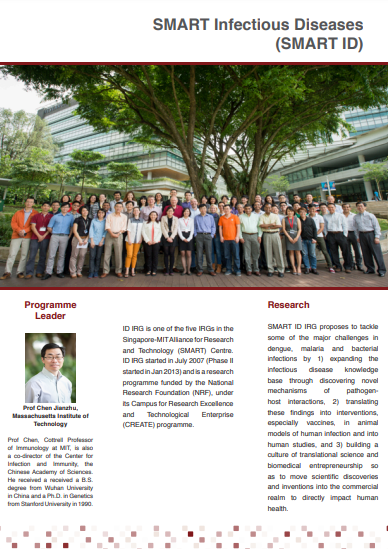 SMART Infectious Diseases
(SMART ID)
Programme
Leader
Prof Chen Jianzhu,
Massachusetts Institute of
Technology
Prof Chen, Cottrell Professor
of Immunology at MIT, is also
a co-director of the Center for
Infection and Immunity, the
Chinese Academy of Sciences.
He received a received a B.S.
degree from Wuhan University
in China and a Ph.D. in Genetics
from Stanford University in 1990.
ID IRG is one of the five IRGs in the
Singapore-MIT Alliance for Research
and Technology (SMART) Centre.
ID IRG started in July 2007 (Phase II
started in Jan 2013) and is a research
programme funded by the National
Research Foundation (NRF), under
its Campus for Research Excellence
and Technological Enterprise
(CREATE) programme.
Research
SMART ID IRG proposes to tackle
some of the major challenges in
dengue, malaria and bacterial
infections by 1) expanding the
infectious disease knowledge
base through discovering novel
mechanisms of pathogen-
host interactions, 2) translating
these findings into interventions,
especially vaccines, in animal
models of human infection and into
human studies, and 3) building a
culture of translational science and
biomedical entrepreneurship so
as to move scientific discoveries
and inventions into the commercial
realm to directly impact human
health.